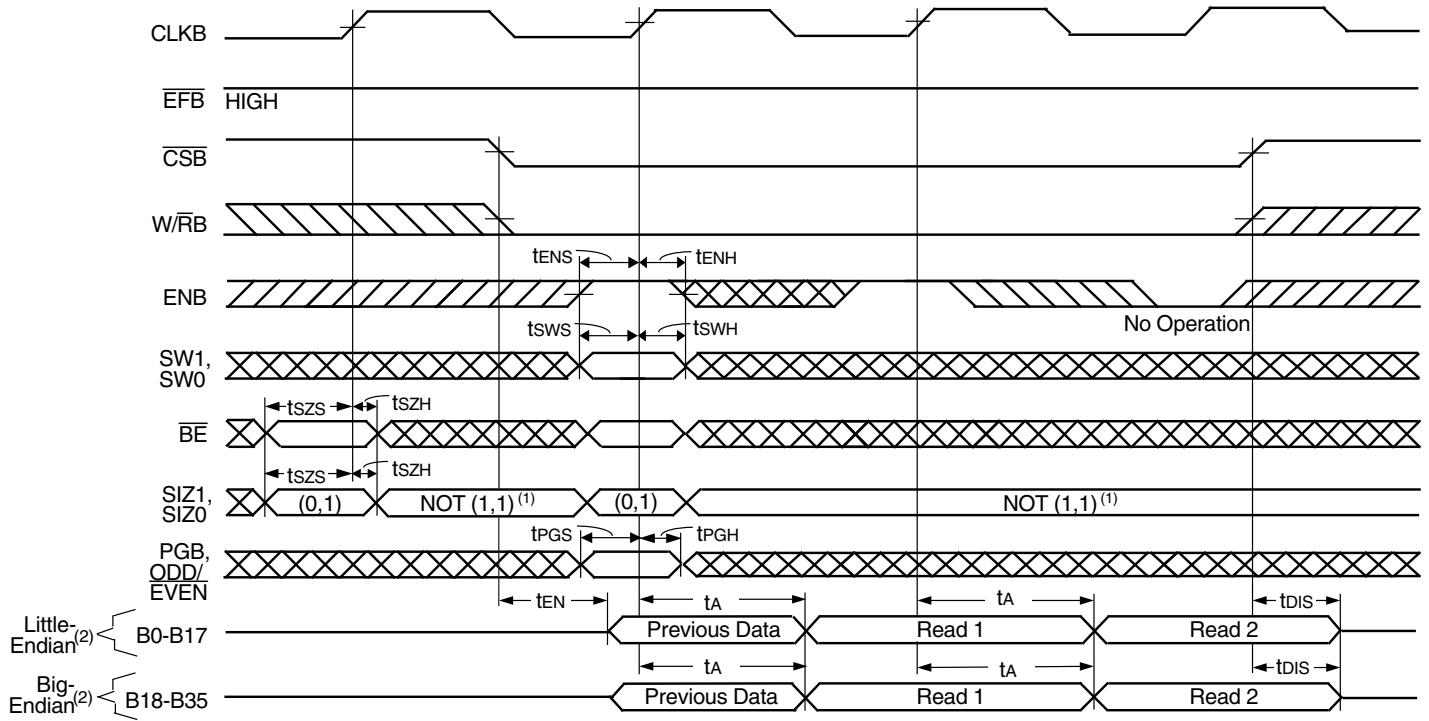 CLKB
EFB HIGH
CSB
W/RB
tENS tENH
ENB
No Operation
tSWS tSWH
SW1,
SW0
tSZS tSZH
BE
tSZS tSZH
SIZ1,
SIZ0
(0,1) NOT (1,1) (1) (0,1) NOT (1,1) (1)
tPGS tPGH
PGB,
ODD/
EVEN
tEN tA tA tDIS
Little-
Endian(2) B0-B17 Previous Data Read 1 Read 2
tA tA tDIS
Big-
Endian(2) B18-B35 Previous Data Read 1 Read 2